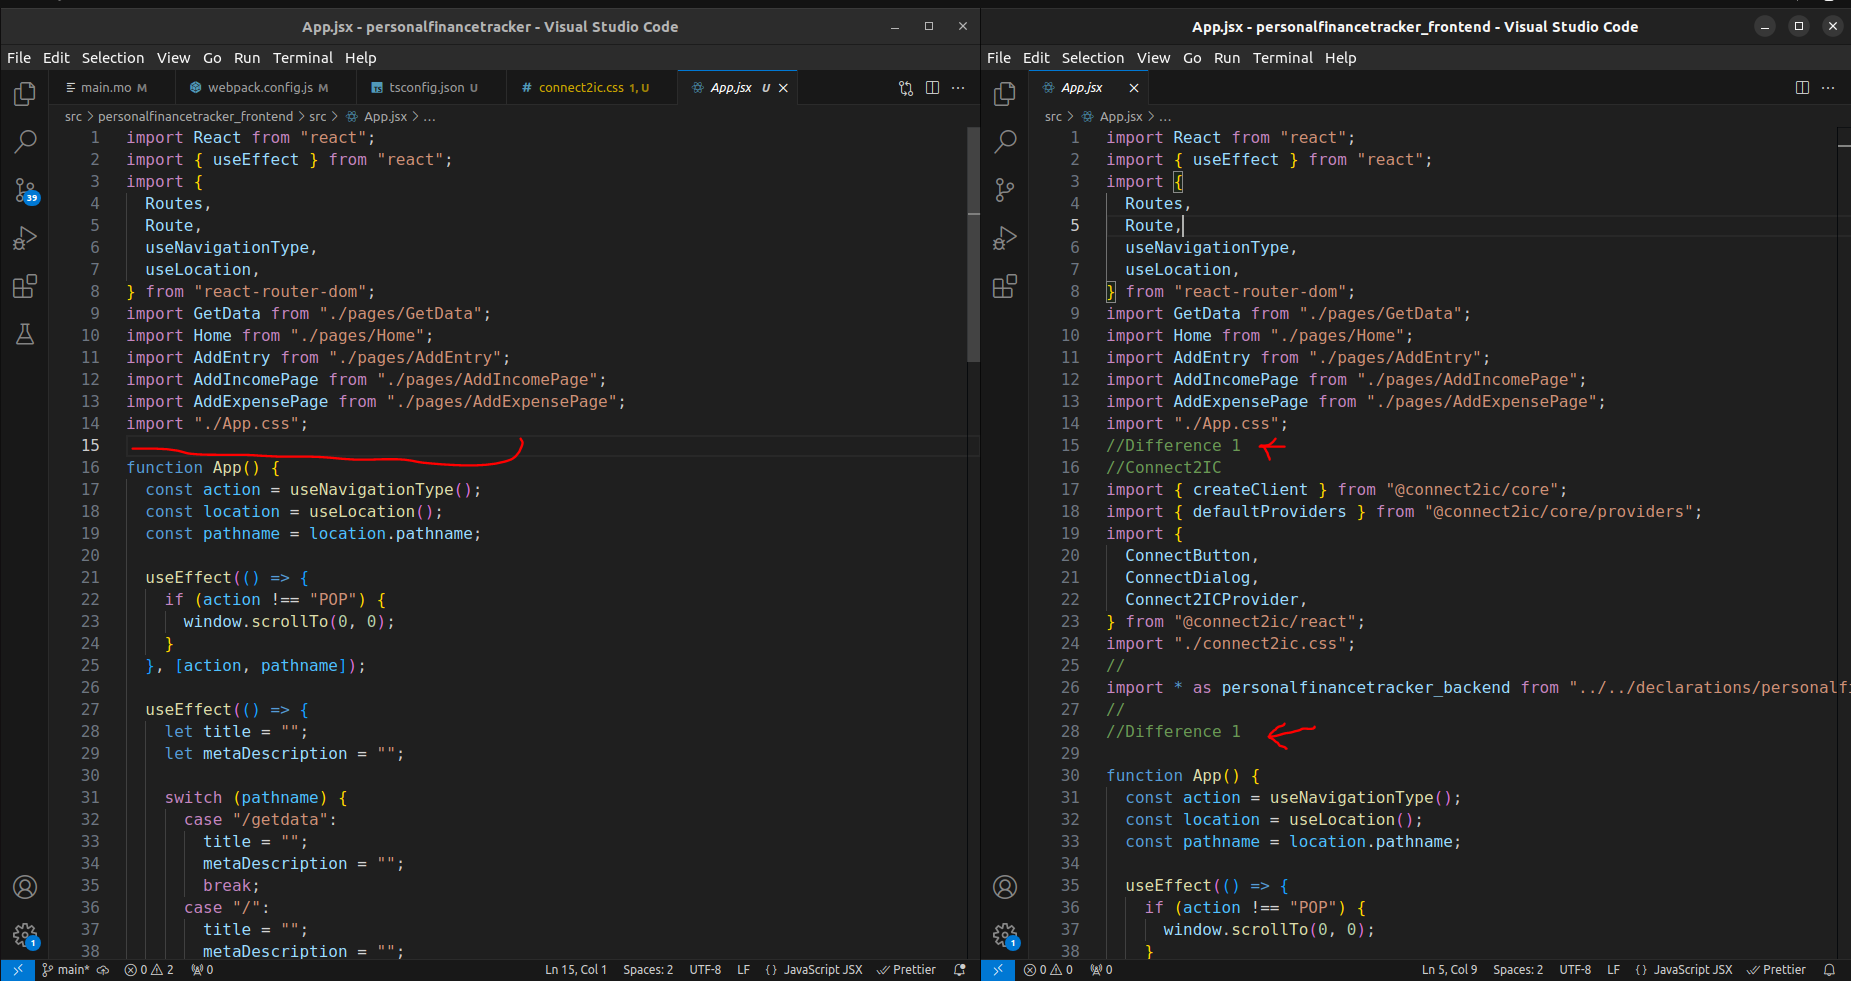 App.jsx - personalfinancetracker - Visual Studio Code
File Edit Selection View Go Run Terminal Help
main.mo M webpack.config.js M tsconfig.json U connect2ic.css 1, U App.jsx U
src > personalfinancetracker_frontend > src > App.jsx > ...
1 import React from "react";
2 import { useEffect } from "react";
3 import {
4 Routes,
5 Route,
6 useNavigationType,
7 useLocation,
8 } from "react-router-dom";
9 import GetData from "./pages/GetData";
10 import Home from "./pages/Home";
11 import AddEntry from "./pages/AddEntry";
12 import AddIncomePage from "./pages/AddIncomePage";
13 import AddExpensePage from "./pages/AddExpensePage";
14 import "./App.css";
15
16 function App() {
17 const action = useNavigationType();
18 const location = useLocation();
19 const pathname = location.pathname;
20
21 useEffect(() => {
22 if (action !== "POP") {
23 window.scrollTo(0, 0);
24 }
25 }, [action, pathname]);
26
27 useEffect(() => {
28 let title = "";
29 let metaDescription = "";
30
31 switch (pathname) {
32 case "/getdata":
33 title = "";
34 metaDescription = "";
35 break;
36 case "/":
37 title = "";
38 metaDescription = "";
39
1
main* 0 2 0 Ln 15, Col 1 Spaces: 2 UTF-8 LF {} JavaScript JSX Prettier
App.jsx - personalfinancetracker_frontend - Visual Studio Code
File Edit Selection View Go Run Terminal Help
App.jsx
src > App.jsx > ...
1 import React from "react";
2 import { useEffect } from "react";
3 import {
4 Routes,
5 Route,
6 useNavigationType,
7 useLocation,
8 } from "react-router-dom";
9 import GetData from "./pages/GetData";
10 import Home from "./pages/Home";
11 import AddEntry from "./pages/AddEntry";
12 import AddIncomePage from "./pages/AddIncomePage";
13 import AddExpensePage from "./pages/AddExpensePage";
14 import "./App.css";
15 //Difference 1
16 //Connect2IC
17 import { createClient } from "@connect2ic/core";
18 import { defaultProviders } from "@connect2ic/core/providers";
19 import {
20 ConnectButton,
21 ConnectDialog,
22 Connect2ICProvider,
23 } from "@connect2ic/react";
24 import "./connect2ic.css";
25 //
26 import * as personalfinancetracker_backend from "../../declarations/personalfi
27 //
28 //Difference 1
29
30 function App() {
31 const action = useNavigationType();
32 const location = useLocation();
33 const pathname = location.pathname;
34
35 useEffect(() => {
36 if (action !== "POP") {
37 window.scrollTo(0, 0);
38 }
1
0 0 0 Ln 5, Col 9 Spaces: 2 UTF-8 LF {} JavaScript JSX Prettier